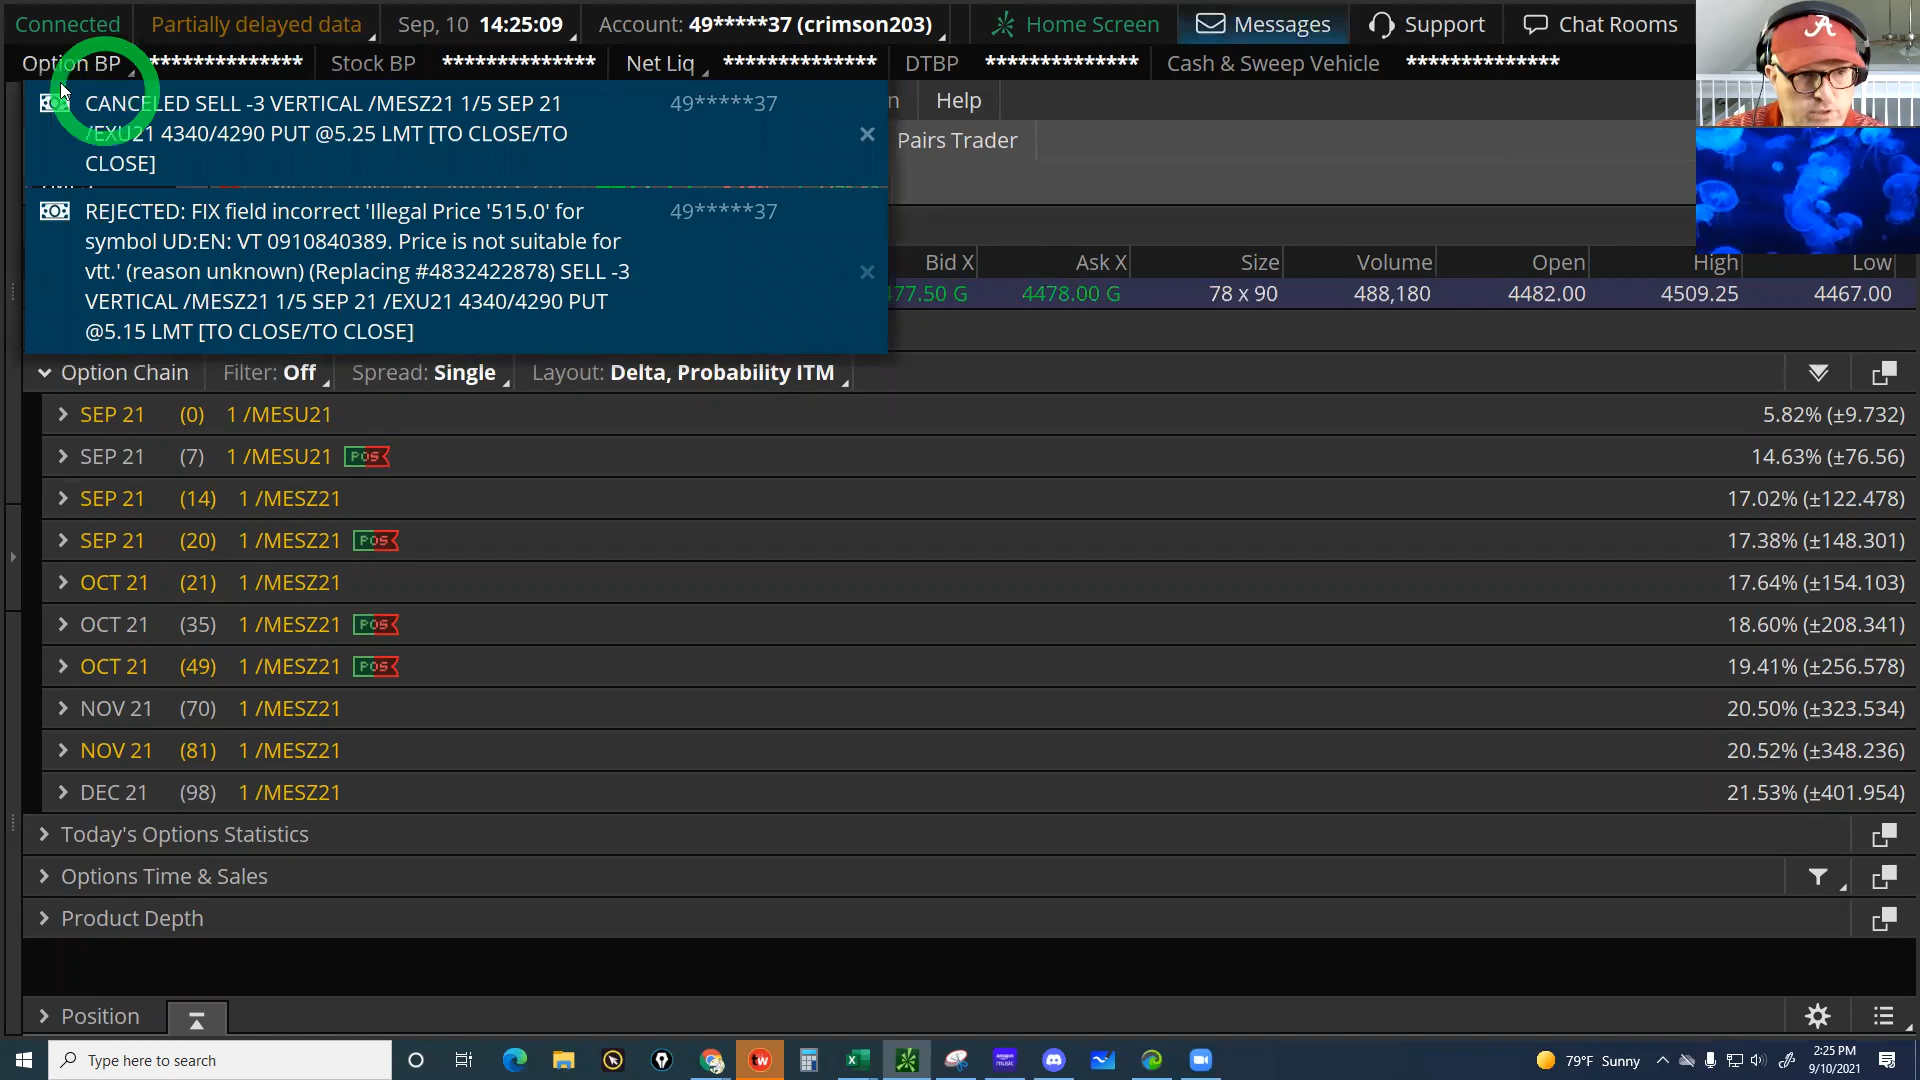 Connected Partially delayed data Sep, 10 14:25:09 Account: 49*****37 (crimson203) Home Screen Messages Support Chat Rooms
Option BP ************** Stock BP ************** Net Liq ************** DTBP ************** Cash & Sweep Vehicle **************
CANCELED SELL -3 VERTICAL /MESZ21 1/5 SEP 21 49*****37
/EXU21 4340/4290 PUT @5.25 LMT [TO CLOSE/TO
CLOSE]
Help
Pairs Trader
REJECTED: FIX field incorrect 'Illegal Price '515.0' for 49*****37
symbol UD:EN: VT 0910840389. Price is not suitable for
vtt.' (reason unknown) (Replacing #4832422878) SELL -3
VERTICAL /MESZ21 1/5 SEP 21 /EXU21 4340/4290 PUT
@5.15 LMT [TO CLOSE/TO CLOSE]
Bid X Ask X Size Volume Open High Low
77.50 G 4478.00 G 78 x 90 488,180 4482.00 4509.25 4467.00
Option Chain Filter: Off Spread: Single Layout: Delta, Probability ITM
SEP 21 (0) 1 /MESU21 5.82% (±9.732)
SEP 21 (7) 1 /MESU21 POS 14.63% (±76.56)
SEP 21 (14) 1 /MESZ21 17.02% (±122.478)
SEP 21 (20) 1 /MESZ21 POS 17.38% (±148.301)
OCT 21 (21) 1 /MESZ21 17.64% (±154.103)
OCT 21 (35) 1 /MESZ21 POS 18.60% (±208.341)
OCT 21 (49) 1 /MESZ21 POS 19.41% (±256.578)
NOV 21 (70) 1 /MESZ21 20.50% (±323.534)
NOV 21 (81) 1 /MESZ21 20.52% (±348.236)
DEC 21 (98) 1 /MESZ21 21.53% (±401.954)
Today's Options Statistics
Options Time & Sales
Product Depth
Position
Type here to search
tw
79°F Sunny
2:25 PM
9/10/2021